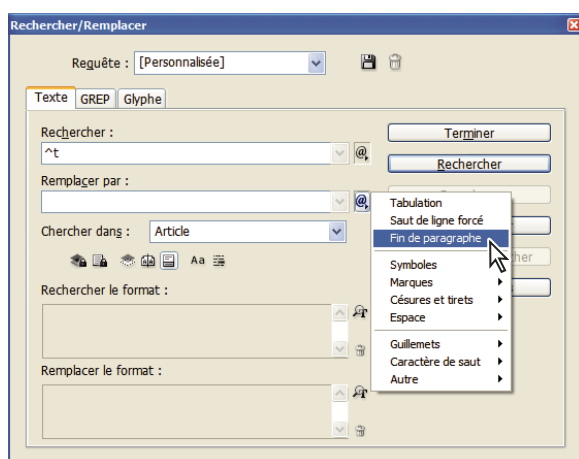 Rechercher/Remplacer
Requête : [Personnalisée]
Texte GREP Glyphe
Rechercher :
^t
@
Terminer
Rechercher
Remplacer par :
@
Tabulation
Saut de ligne forcé
Fin de paragraphe
Symboles
Marques
Césures et tirets
Espace
Guillemets
Caractère de saut
Autre
Chercher dans : Article
Aa
Rechercher le format :
Remplacer le format :